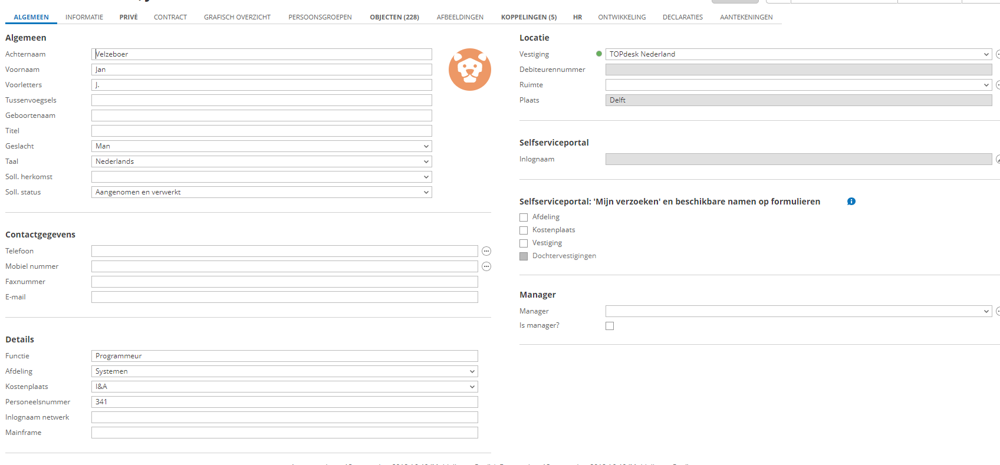 ALGEMEEN INFORMATIE PRIVÉ CONTRACT GRAFISCH OVERZICHT PERSOONSGROEPEN OBJECTEN (228) AFBEELDINGEN KOPPELINGEN (5) HR ONTWIKKELING DECLARATIES AANTEKENINGEN
Algemeen
Achternaam Velzeboer
Voornaam Jan
Voorletters J.
Tussenvoegsels
Geboortenaam
Titel
Geslacht Man
Taal Nederlands
Soll. herkomst
Soll. status Aangenomen en verwerkt
Contactgegevens
Telefoon
Mobiel nummer
Faxnummer
E-mail
Details
Functie Programmeur
Afdeling Systemen
Kostenplaats I&A
Personeelsnummer 341
Inlognaam netwerk
Mainframe
Locatie
Vestiging TOPdesk Nederland
Debiteurennummer
Ruimte
Plaats Delft
Selfserviceportal
Inlognaam
Selfserviceportal: 'Mijn verzoeken' en beschikbare namen op formulieren
Afdeling
Kostenplaats
Vestiging
Dochtervestigingen
Manager
Manager
Is manager?